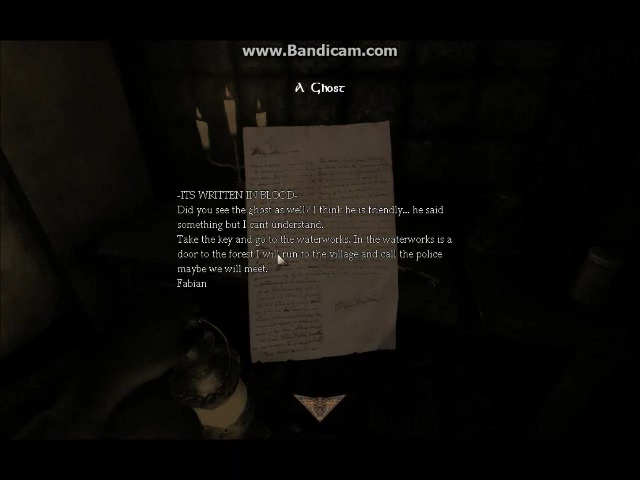 www.Bandicam.com
A Ghost
-ITS WRITTEN IN BLOOD-
Did you see the ghost as well? I think he is friendly... he said
something but I cant understand.
Take the key and go to the waterworks. In the waterworks is a
door to the forest I will run to the village and call the police
maybe we will meet.
Fabian